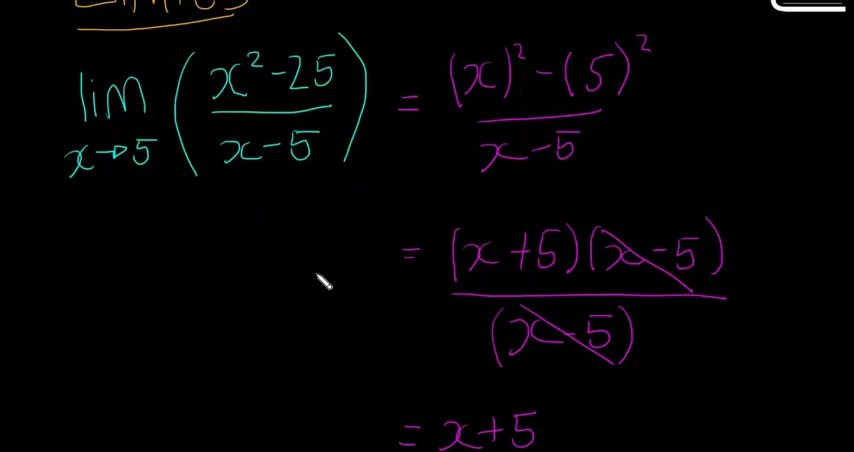 lim x→5 ( (x² - 25) / (x - 5) ) = ( (x)² - (5)² ) / (x - 5)
= (x + 5)(x - 5) / (x - 5)
= x + 5